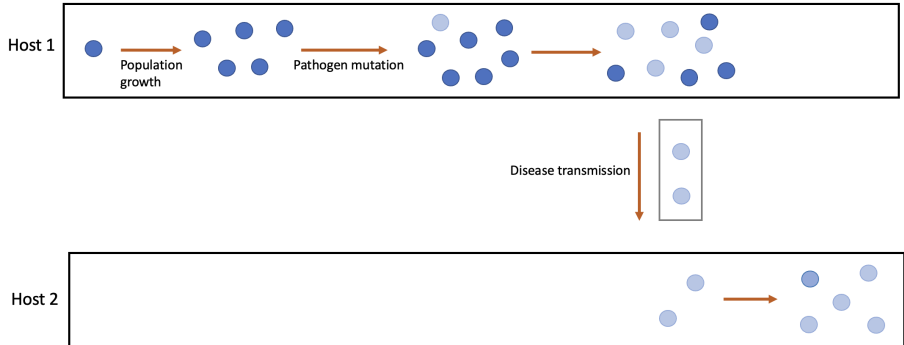 Host 1
Population
growth
Pathogen mutation
Disease transmission
Host 2